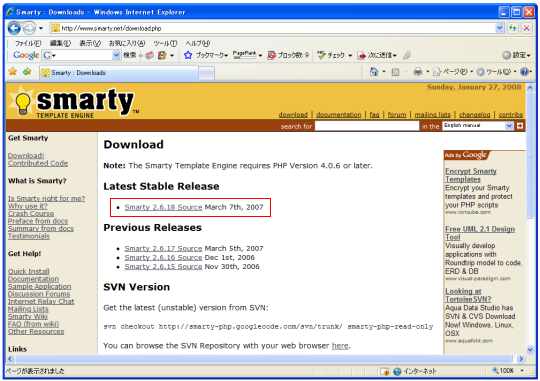 Smarty : Downloads - Windows Internet Explorer
http://www.smarty.net/download.php
ファイル(F) 編集(E) 表示(V) お気に入り(A) ツール(T) ヘルプ(H)
Google G 検索 ブックマーク PageRank ブロック数: 9 チェック 次に送信 設定
Smarty : Downloads ページ(P) ツール(O)
Sunday, January 27, 2008
smarty
TEMPLATE ENGINE
download | documentation | faq | forum | mailing lists | changelog | contribs
search for in the English manual
Get Smarty
Download!
Contributed Code
What is Smarty?
Is Smarty right for me?
Why use it?
Crash Course
Preface from docs
Summary from docs
Testimonials
Get Help!
Quick Install
Documentation
Sample Application
Discussion Forums
Internet Relay Chat
Mailing Lists
Smarty Wiki
FAQ (from wiki)
Other Resources
Links
Download
Note: The Smarty Template Engine requires PHP Version 4.0.6 or later.
Latest Stable Release
Smarty 2.6.18 Source March 7th, 2007
Previous Releases
Smarty 2.6.17 Source March 5th, 2007
Smarty 2.6.16 Source Dec 1st, 2006
Smarty 2.6.15 Source Nov 30th, 2006
SVN Version
Get the latest (unstable) version from SVN:
svn checkout http://smarty-php.googlecode.com/svn/trunk/ smarty-php-read-only
You can browse the SVN Repository with your web browser here.
Ads by Google
Encrypt Smarty
Templates
Encrypt your Smarty
templates and protect
your PHP scripts
www.ioncube.com
Free UML 2.1 Design
Tool
Visually develop
applications with
Roundtrip model to code,
ERD & DB
www.visual-paradigm.com
Looking at
TortoiseSVN?
Aqua Data Studio has
SVN & CVS Download
Now! Windows, Linux,
OSX
www.aquafold.com
ページが表示されました インターネット 100%